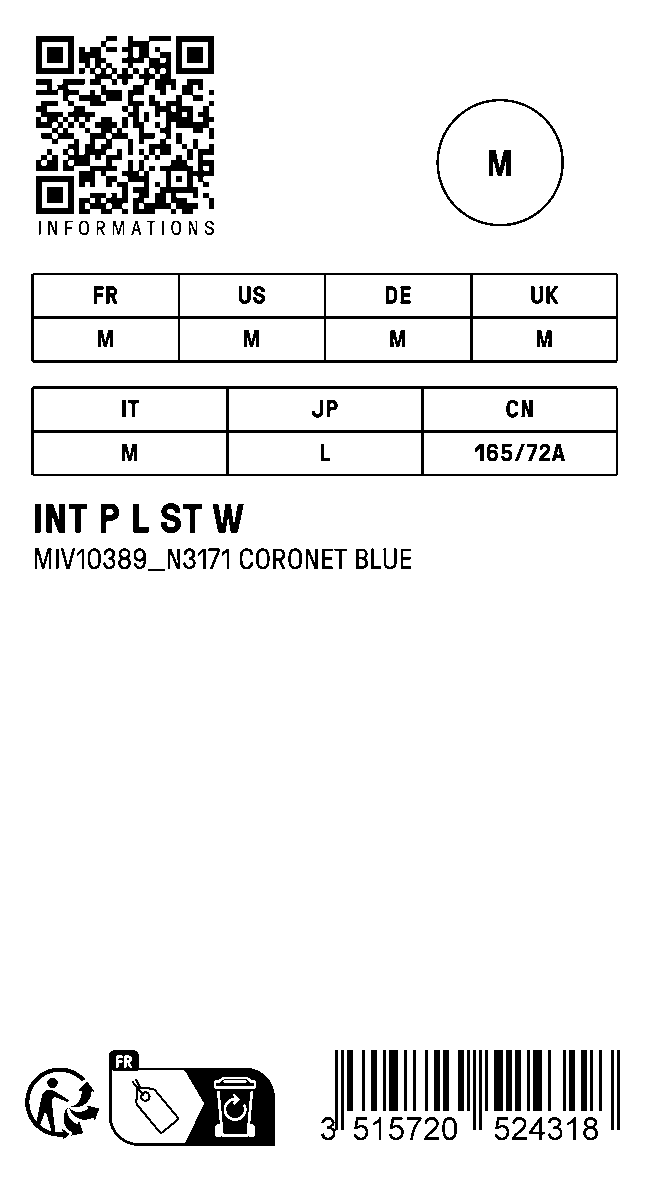 INFORMATIONS
M
FR US DE UK
M M M M
IT JP CN
M L 165/72A
INT P L ST W
MIV10389_N3171 CORONET BLUE
FR
3 515720 524318